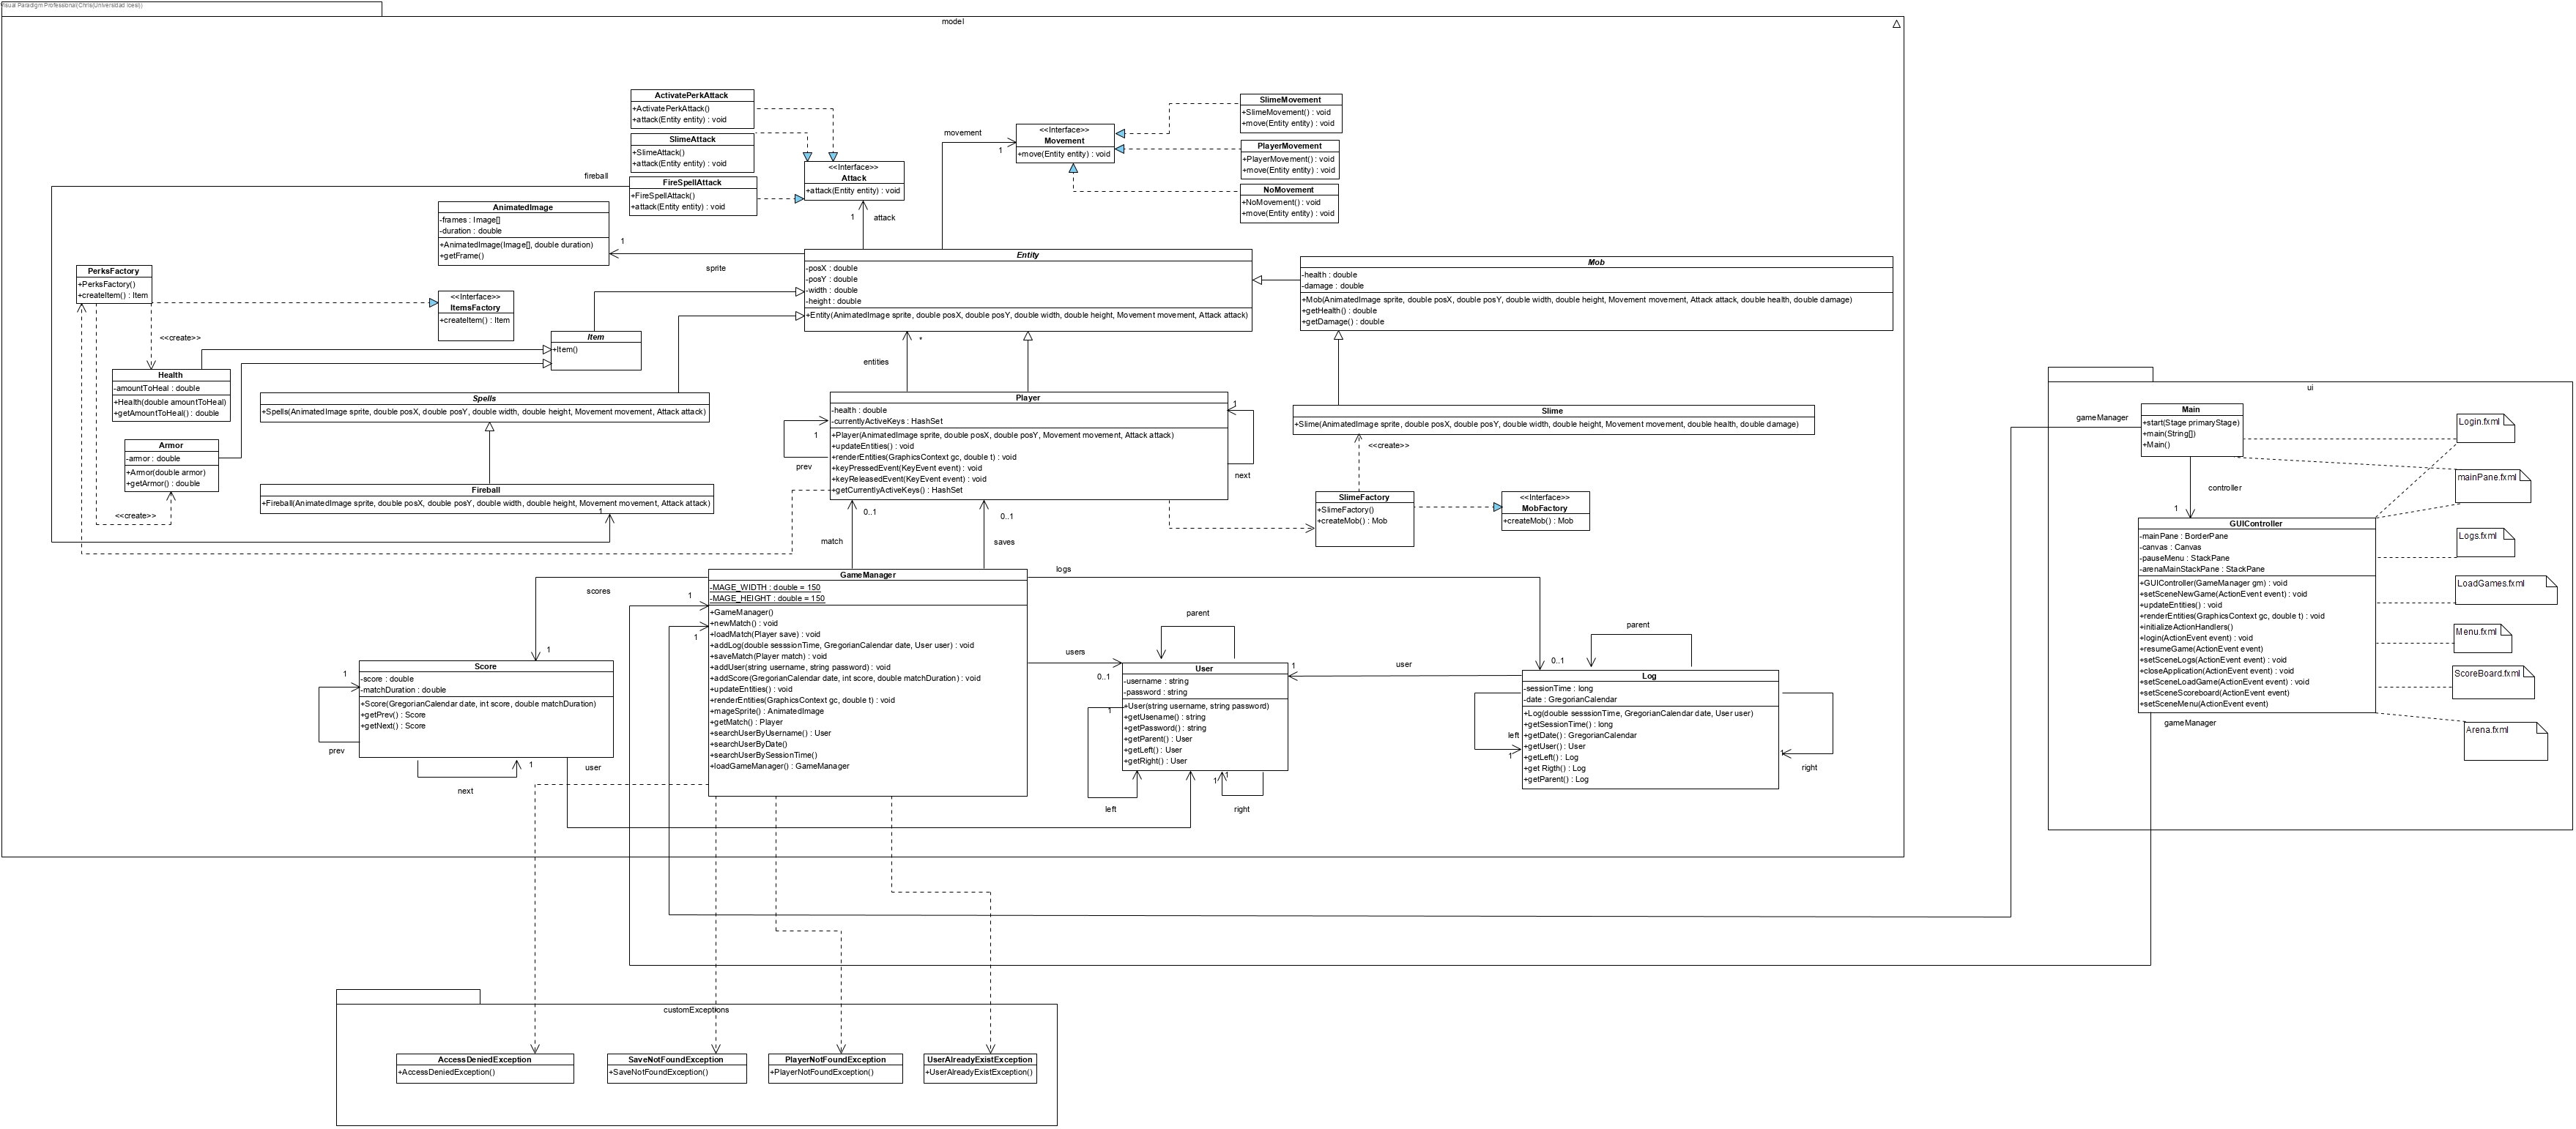 Visual Paradigm Professional(Chris(Universidad Icesi))
model
ActivatePerkAttack
+ActivatePerkAttack()
+attack(Entity entity) : void
SlimeAttack
+SlimeAttack()
+attack(Entity entity) : void
FireSpellAttack
+FireSpellAttack()
+attack(Entity entity) : void
<<Interface>>
Attack
+attack(Entity entity) : void
1
attack
movement
1
<<Interface>>
Movement
+move(Entity entity) : void
SlimeMovement
+SlimeMovement() : void
+move(Entity entity) : void
PlayerMovement
+PlayerMovement() : void
+move(Entity entity) : void
NoMovement
+NoMovement() : void
+move(Entity entity) : void
fireball
AnimatedImage
-frames : Image[]
-duration : double
+AnimatedImage(Image[], double duration)
+getFrame()
1
sprite
Entity
-posX : double
-posY : double
-width : double
-height : double
+Entity(AnimatedImage sprite, double posX, double posY, double width, double height, Movement movement, Attack attack)
Mob
-health : double
-damage : double
+Mob(AnimatedImage sprite, double posX, double posY, double width, double height, Movement movement, Attack attack, double health, double damage)
+getHealth() : double
+getDamage() : double
PerksFactory
+PerksFactory()
+createItem() : Item
<<Interface>>
ItemsFactory
+createItem() : Item
<<create>>
Item
+Item()
Health
-amountToHeal : double
+Health(double amountToHeal)
+getAmountToHeal() : double
Armor
-armor : double
+Armor(double armor)
+getArmor() : double
<<create>>
Spells
+Spells(AnimatedImage sprite, double posX, double posY, double width, double height, Movement movement, Attack attack)
Fireball
+Fireball(AnimatedImage sprite, double posX, double posY, double width, double height, Movement movement, Attack attack)
1
entities
*
Player
-health : double
-currentlyActiveKeys : HashSet
+Player(AnimatedImage sprite, double posX, double posY, Movement movement, Attack attack)
+updateEntities() : void
+renderEntities(GraphicsContext gc, double t) : void
+keyPressedEvent(KeyEvent event) : void
+keyReleasedEvent(KeyEvent event) : void
+getCurrentlyActiveKeys() : HashSet
1
prev
1
next
Slime
+Slime(AnimatedImage sprite, double posX, double posY, double width, double height, Movement movement, double health, double damage)
<<create>>
SlimeFactory
+SlimeFactory()
+createMob() : Mob
<<Interface>>
MobFactory
+createMob() : Mob
0..1
match
0..1
saves
GameManager
-MAGE_WIDTH : double = 150
-MAGE_HEIGHT : double = 150
+GameManager()
+newMatch() : void
+loadMatch(Player save) : void
+addLog(double sesssionTime, GregorianCalendar date, User user) : void
+saveMatch(Player match) : void
+addUser(string username, string password) : void
+addScore(GregorianCalendar date, int score, double matchDuration) : void
+updateEntities() : void
+renderEntities(GraphicsContext gc, double t) : void
+mageSprite() : AnimatedImage
+getMatch() : Player
+searchUserByUsername() : User
+searchUserByDate()
+searchUserBySessionTime()
+loadGameManager() : GameManager
scores
1
1
1
logs
0..1
users
0..1
Score
-score : double
-matchDuration : double
+Score(GregorianCalendar date, int score, double matchDuration)
+getPrev() : Score
+getNext() : Score
1
prev
1
next
user
parent
User
-username : string
-password : string
+User(string username, string password)
+getUsename() : string
+getPassword() : string
+getParent() : User
+getLeft() : User
+getRight() : User
1
left
1
1
right
1
user
parent
Log
-sessionTime : long
-date : GregorianCalendar
+Log(double sesssionTime, GregorianCalendar date, User user)
+getSessionTime() : long
+getDate() : GregorianCalendar
+getUser() : User
+getLeft() : Log
+get Rigth() : Log
+getParent() : Log
left
1
1
right
ui
gameManager
Main
+start(Stage primaryStage)
+main(String[])
+Main()
controller
1
GUIController
-mainPane : BorderPane
-canvas : Canvas
-pauseMenu : StackPane
-arenaMainStackPane : StackPane
+GUIController(GameManager gm) : void
+setSceneNewGame(ActionEvent event) : void
+updateEntities() : void
+renderEntities(GraphicsContext gc, double t) : void
+initializeActionHandlers()
+login(ActionEvent event) : void
+resumeGame(ActionEvent event)
+setSceneLogs(ActionEvent event) : void
+closeApplication(ActionEvent event) : void
+setSceneLoadGame(ActionEvent event) : void
+setSceneScoreboard(ActionEvent event)
+setSceneMenu(ActionEvent event)
gameManager
Login.fxml
mainPane.fxml
Logs.fxml
LoadGames.fxml
Menu.fxml
ScoreBoard.fxml
Arena.fxml
customExceptions
AccessDeniedException
+AccessDeniedException()
SaveNotFoundException
+SaveNotFoundException()
PlayerNotFoundException
+PlayerNotFoundException()
UserAlreadyExistException
+UserAlreadyExistException()